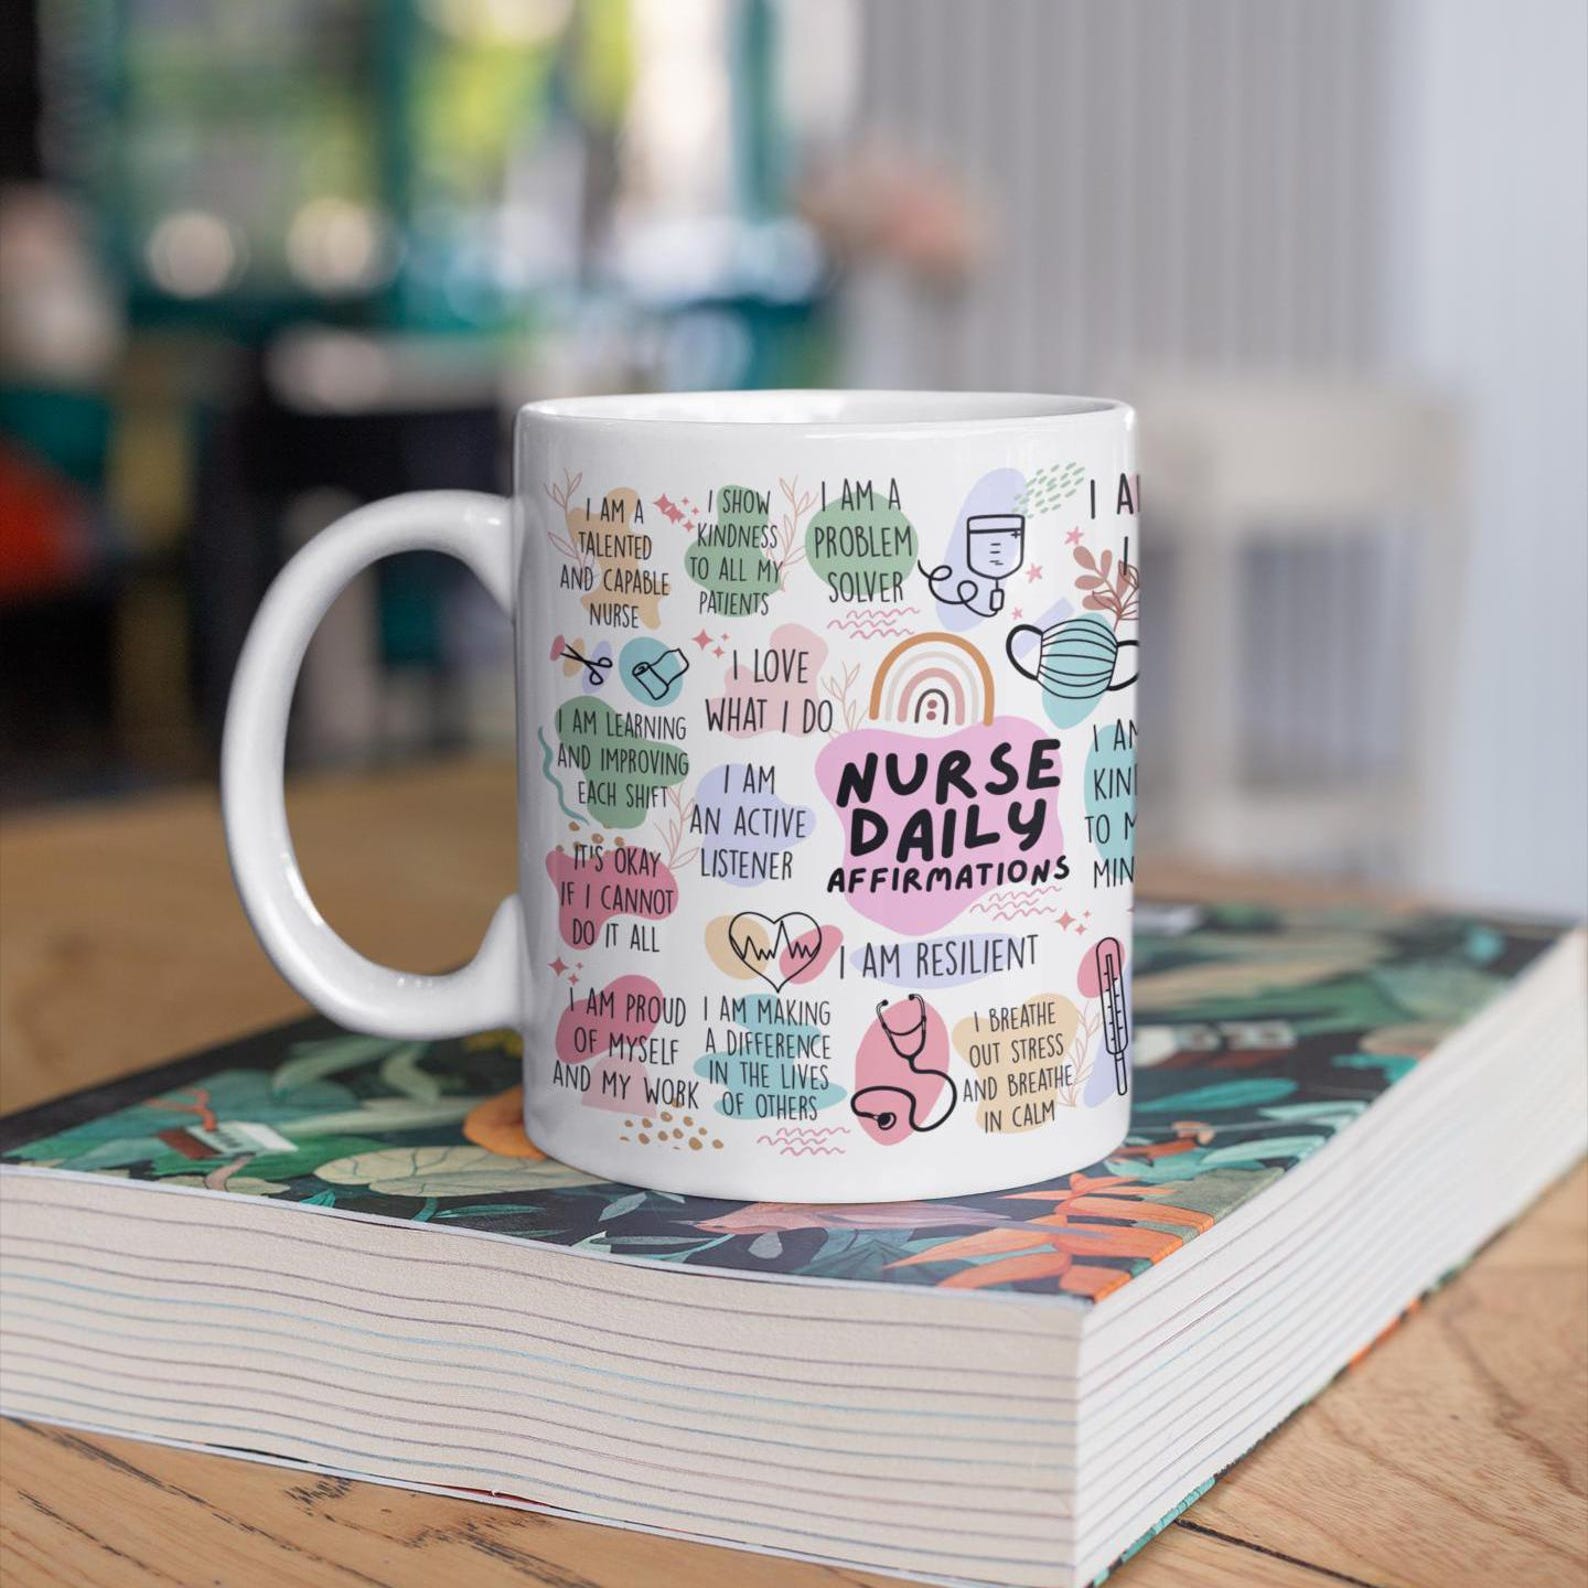 I AM A
TALENTED
AND CAPABLE
NURSE
I SHOW
KINDNESS
TO ALL MY
PATIENTS
I AM A
PROBLEM
SOLVER
I LOVE
WHAT I DO
I AM LEARNING
AND IMPROVING
EACH SHIFT
I AM
AN ACTIVE
LISTENER
NURSE
DAILY
AFFIRMATIONS
IT'S OKAY
IF I CANNOT
DO IT ALL
I AM RESILIENT
I AM PROUD
OF MYSELF
AND MY WORK
I AM MAKING
A DIFFERENCE
IN THE LIVES
OF OTHERS
I BREATHE
OUT STRESS
AND BREATHE
IN CALM
TO